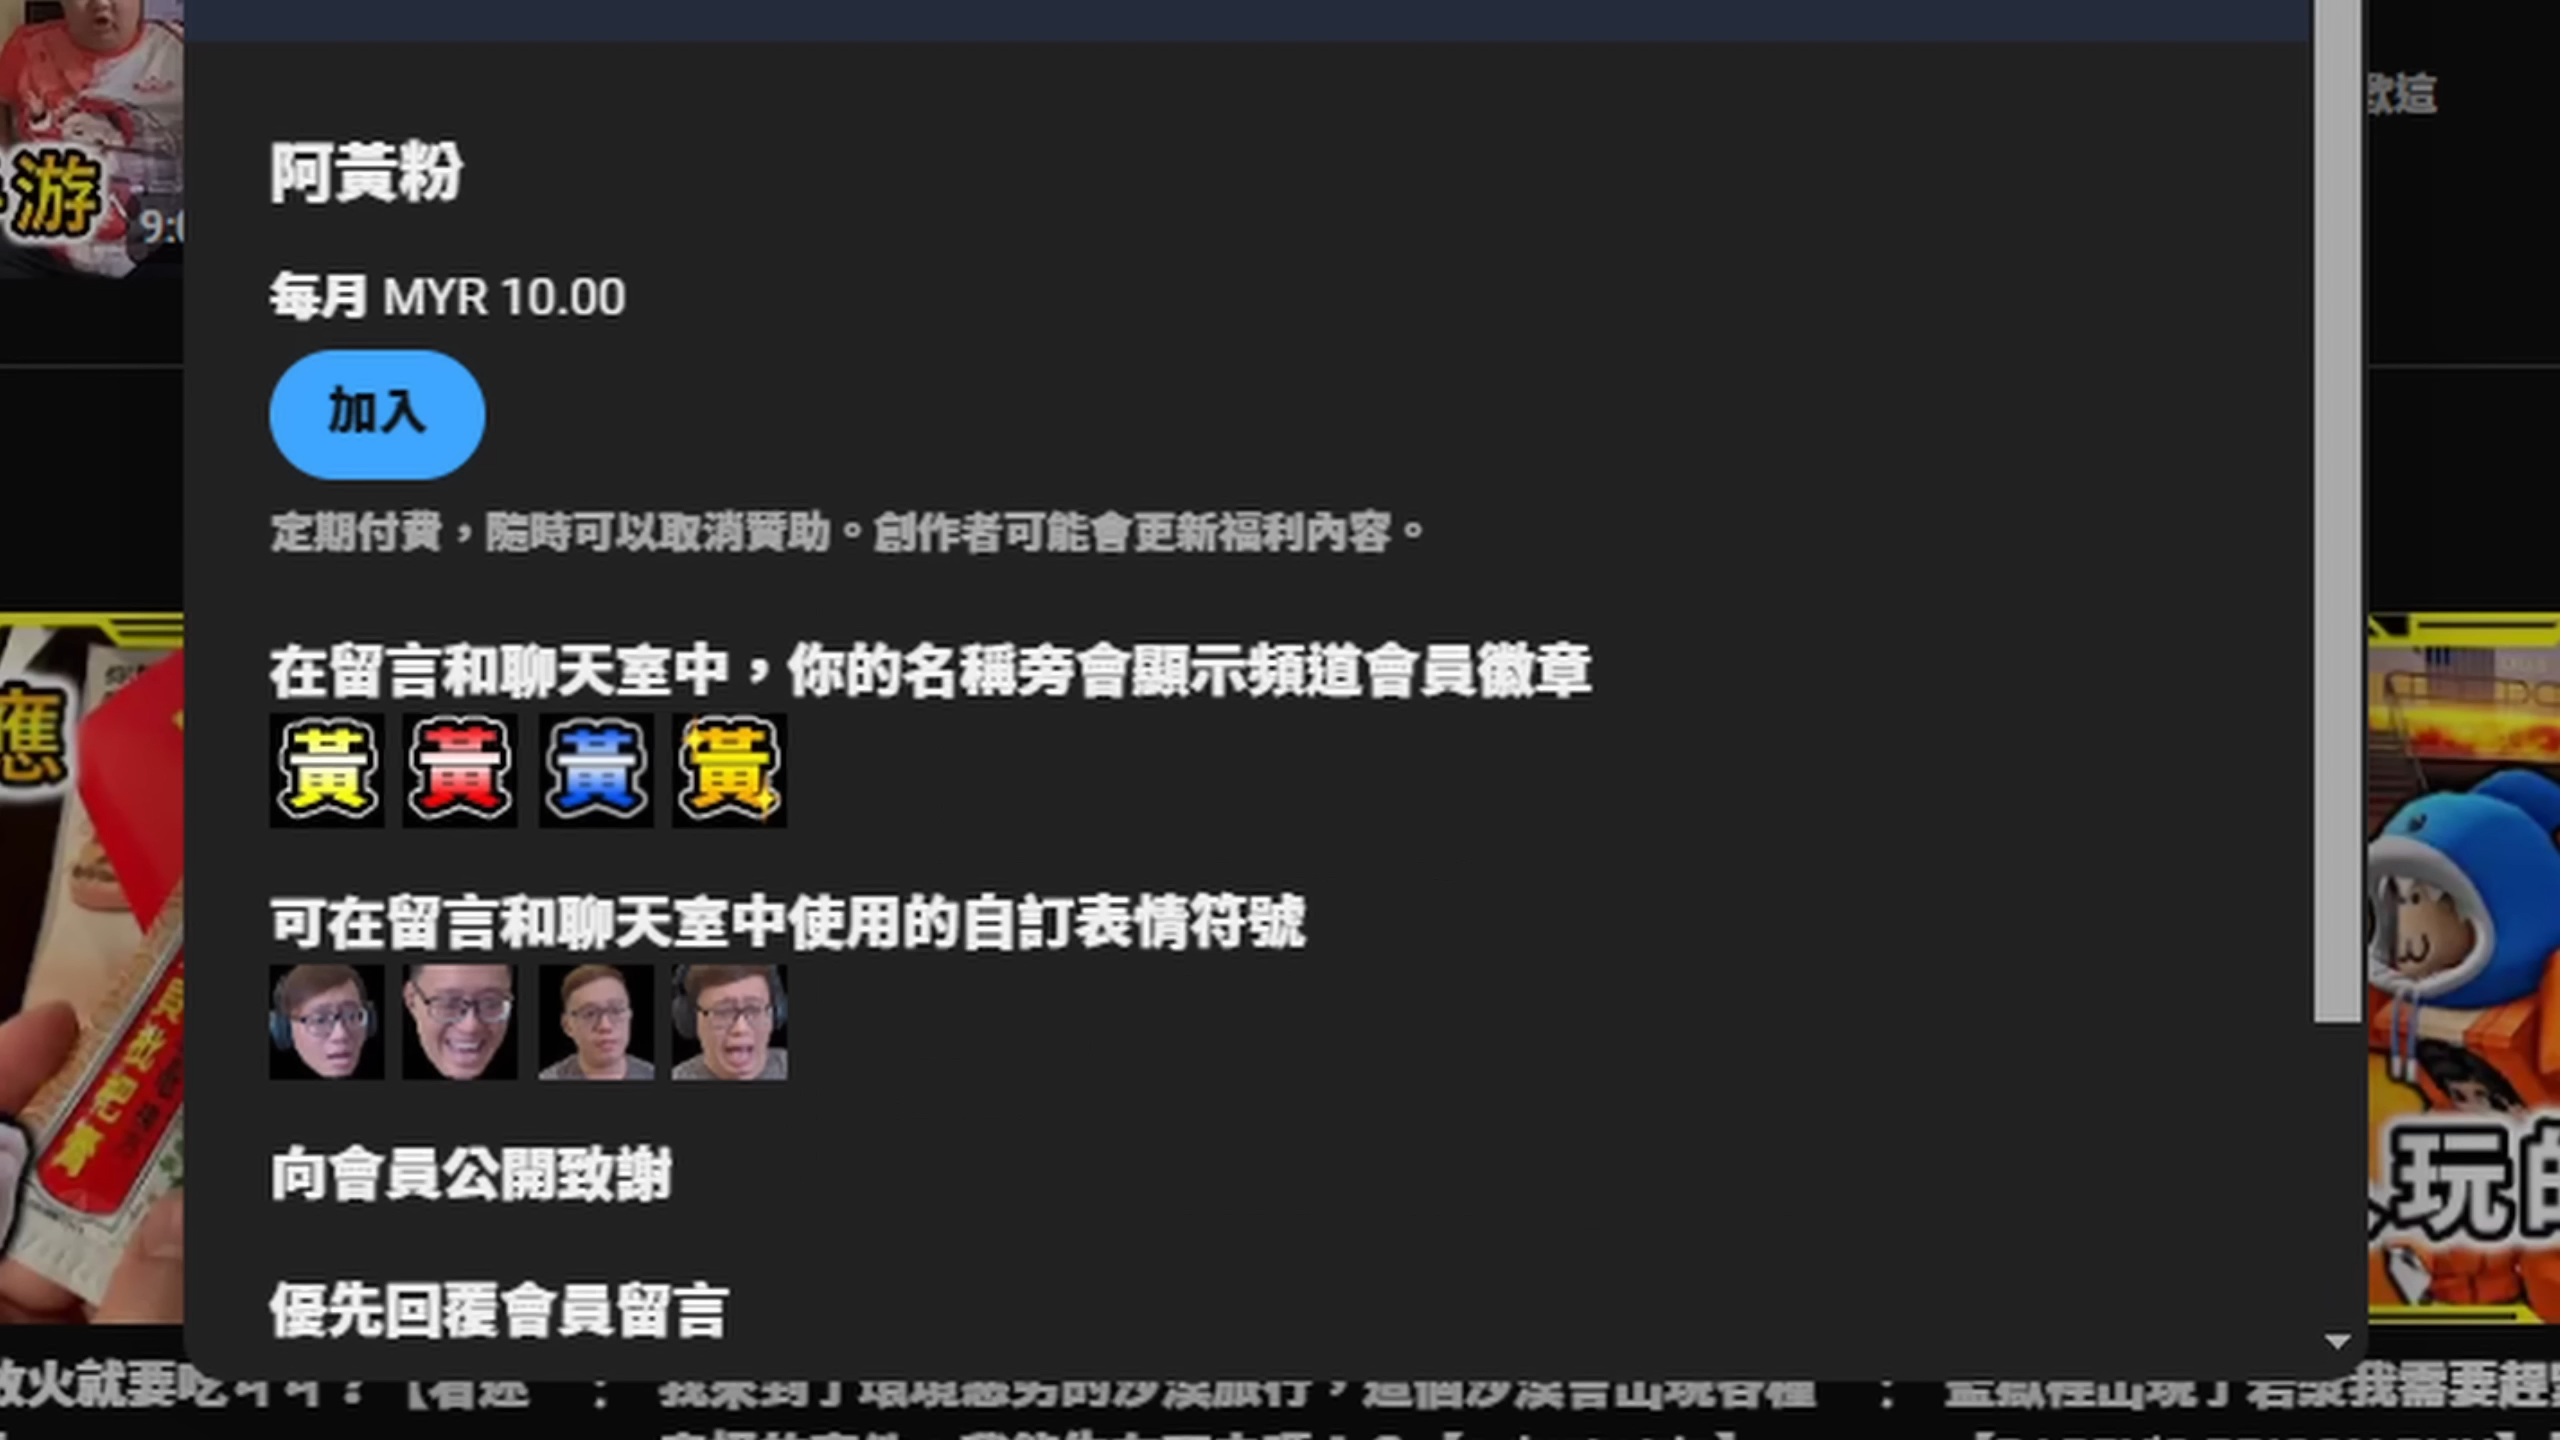 歡這
游
阿黃粉
每月 MYR 10.00
加入
定期付費，隨時可以取消贊助。創作者可能會更新福利內容。
應
在留言和聊天室中，你的名稱旁會顯示頻道會員徽章
黃 黃 黃 黃
可在留言和聊天室中使用的自訂表情符號
向會員公開致謝
玩的
優先回覆會員留言